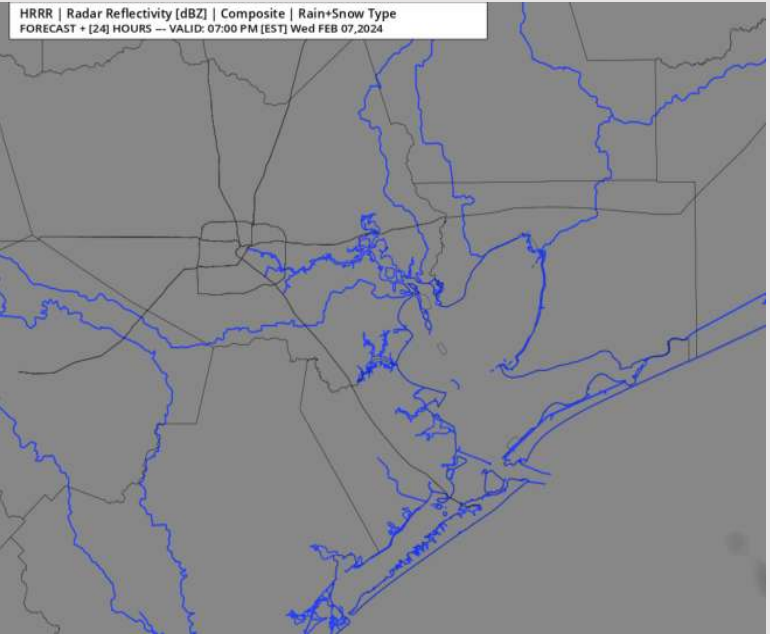 HRRR | Radar Reflectivity [dBZ] | Composite | Rain+Snow Type
FORECAST + [24] HOURS --- VALID: 07:00 PM [EST] Wed FEB 07,2024